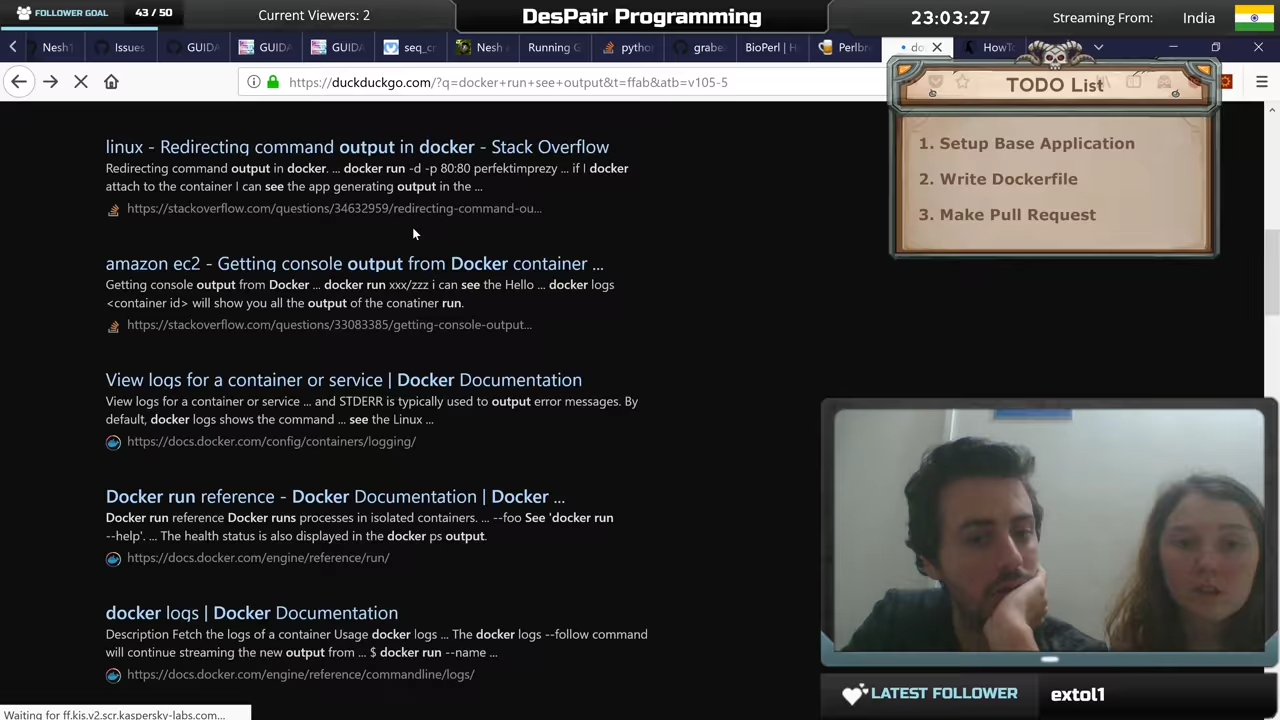 FOLLOWER GOAL
43 / 50
Current Viewers: 2
DesPair Programming
23:03:27
Streaming From:
India
Nesh
Issues
GUID
GUID
GUID
seq_c
Nesh
Running
pytho
grabe
BioPerl | H
Perlbr
do
HowT
https://duckduckgo.com/?q=docker+run+see+output&t=ffab&atb=v105-5
TODO List
1. Setup Base Application
2. Write Dockerfile
3. Make Pull Request
linux - Redirecting command output in docker - Stack Overflow
Redirecting command output in docker. ... docker run -d -p 80:80 perfektimprezy ... if I docker
attach to the container I can see the app generating output in the ...
https://stackoverflow.com/questions/34632959/redirecting-command-ou...
amazon ec2 - Getting console output from Docker container ...
Getting console output from Docker ... docker run xxx/zzz i can see the Hello ... docker logs
<container id> will show you all the output of the conatiner run.
https://stackoverflow.com/questions/33083385/getting-console-output...
View logs for a container or service | Docker Documentation
View logs for a container or service ... and STDERR is typically used to output error messages. By
default, docker logs shows the command ... see the Linux ...
https://docs.docker.com/config/containers/logging/
Docker run reference - Docker Documentation | Docker ...
Docker run reference Docker runs processes in isolated containers. ... --foo See 'docker run
--help'. ... The health status is also displayed in the docker ps output.
https://docs.docker.com/engine/reference/run/
docker logs | Docker Documentation
Description Fetch the logs of a container Usage docker logs ... The docker logs --follow command
will continue streaming the new output from ... $ docker run --name ...
https://docs.docker.com/engine/reference/commandline/logs/
Waiting for ff.kis.v2.scr.kaspersky-labs.com...
LATEST FOLLOWER
extol1